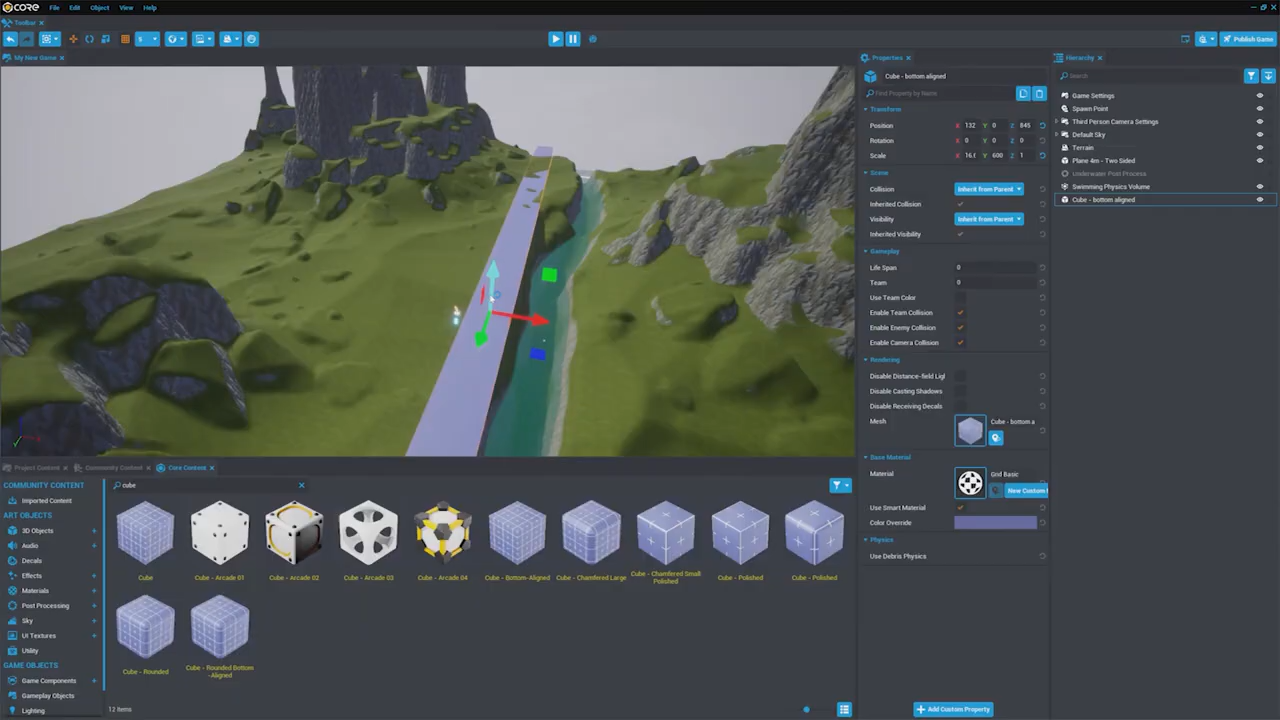 CORE File Edit Object View Help
Toolbar
Publish Game
My New Game
Properties
Hierarchy
Cube - bottom aligned
Find Property by Name
Transform
Position X 132 Y 0 Z 845
Rotation X 0 Y 0 Z 0
Scale X Y 600 Z 1
Scene
Collision Inherit from Parent
Inherited Collision
Visibility Inherit from Parent
Inherited Visibility
Gameplay
Life Span 0
Team 0
Use Team Color
Enable Team Collision
Enable Enemy Collision
Enable Camera Collision
Rendering
Disable Distance-field Ligl
Disable Casting Shadows
Disable Receiving Decals
Mesh Cube - bottom a
Base Material
Material Grid Basic
New Custom
Use Smart Material
Color Override
Physics
Use Debris Physics
Add Custom Property
Search
Game Settings
Spawn Point
Third Person Camera Settings
Default Sky
Terrain
Plane 4m - Two Sided
Underwater Post Process
Swimming Physics Volume
Cube - bottom aligned
Project Content Community Content Core Content
COMMUNITY CONTENT
Imported Content
ART OBJECTS
3D Objects
Audio
Decals
Effects
Materials
Post Processing
Sky
UI Textures
Utility
GAME OBJECTS
Game Components
Gameplay Objects
Lighting
cube
Cube
Cube - Arcade 01
Cube - Arcade 02
Cube - Arcade 03
Cube - Arcade 04
Cube - Bottom-Aligned
Cube - Chamfered Large
Cube - Chamfered Small
Polished
Cube - Polished
Cube - Polished
Cube - Rounded
Cube - Rounded Bottom
-Aligned
12 items